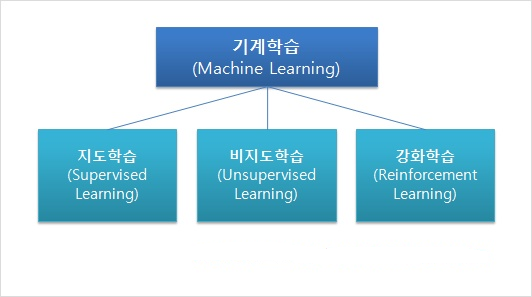 기계학습
(Machine Learning)
지도학습
(Supervised
Learning)
비지도학습
(Unsupervised
Learning)
강화학습
(Reinforcement
Learning)